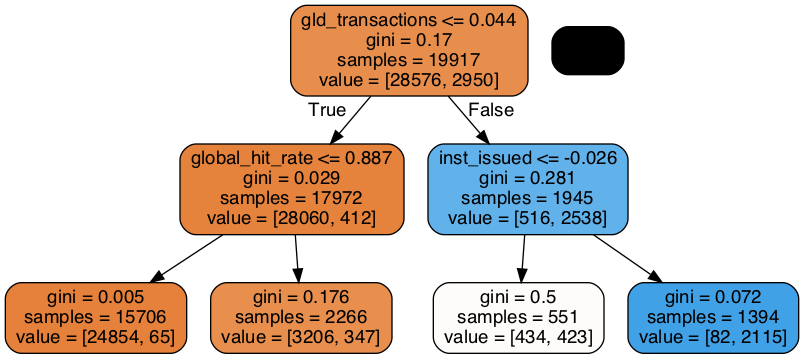 gld_transactions <= 0.044
gini = 0.17
samples = 19917
value = [28576, 2950]
True
False
global_hit_rate <= 0.887
gini = 0.029
samples = 17972
value = [28060, 412]
inst_issued <= -0.026
gini = 0.281
samples = 1945
value = [516, 2538]
gini = 0.005
samples = 15706
value = [24854, 65]
gini = 0.176
samples = 2266
value = [3206, 347]
gini = 0.5
samples = 551
value = [434, 423]
gini = 0.072
samples = 1394
value = [82, 2115]